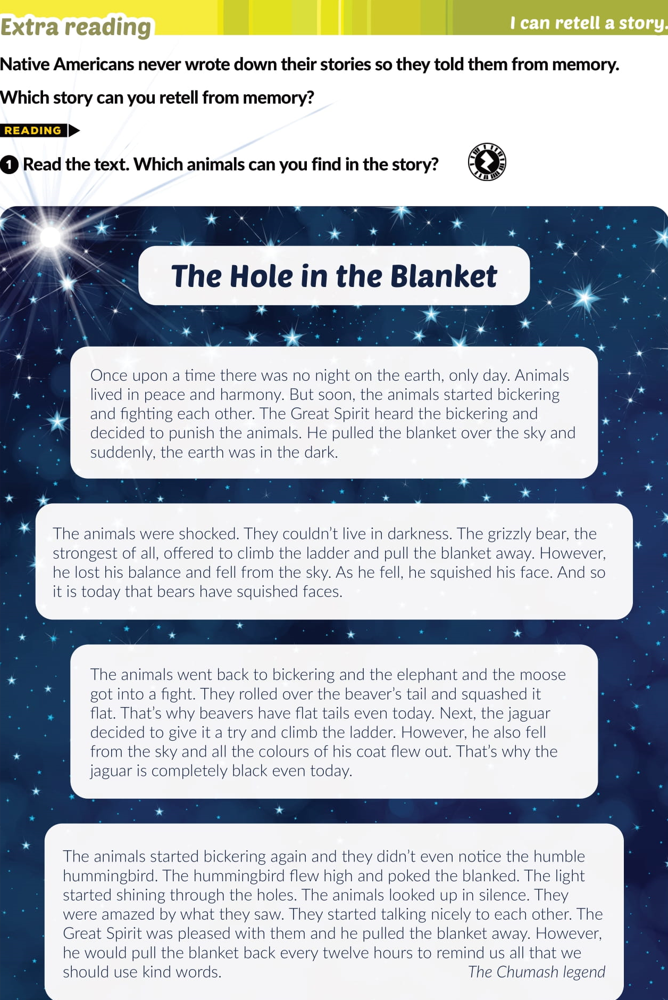 Extra reading
I can retell a story.
Native Americans never wrote down their stories so they told them from memory.
Which story can you retell from memory?
READING
1 Read the text. Which animals can you find in the story?
The Hole in the Blanket
Once upon a time there was no night on the earth, only day. Animals
lived in peace and harmony. But soon, the animals started bickering
and fighting each other. The Great Spirit heard the bickering and
decided to punish the animals. He pulled the blanket over the sky and
suddenly, the earth was in the dark.
The animals were shocked. They couldn’t live in darkness. The grizzly bear, the
strongest of all, offered to climb the ladder and pull the blanket away. However,
he lost his balance and fell from the sky. As he fell, he squished his face. And so
it is today that bears have squished faces.
The animals went back to bickering and the elephant and the moose
got into a fight. They rolled over the beaver’s tail and squashed it
flat. That’s why beavers have flat tails even today. Next, the jaguar
decided to give it a try and climb the ladder. However, he also fell
from the sky and all the colours of his coat flew out. That’s why the
jaguar is completely black even today.
The animals started bickering again and they didn’t even notice the humble
hummingbird. The hummingbird flew high and poked the blanked. The light
started shining through the holes. The animals looked up in silence. They
were amazed by what they saw. They started talking nicely to each other. The
Great Spirit was pleased with them and he pulled the blanket away. However,
he would pull the blanket back every twelve hours to remind us all that we
should use kind words.
The Chumash legend